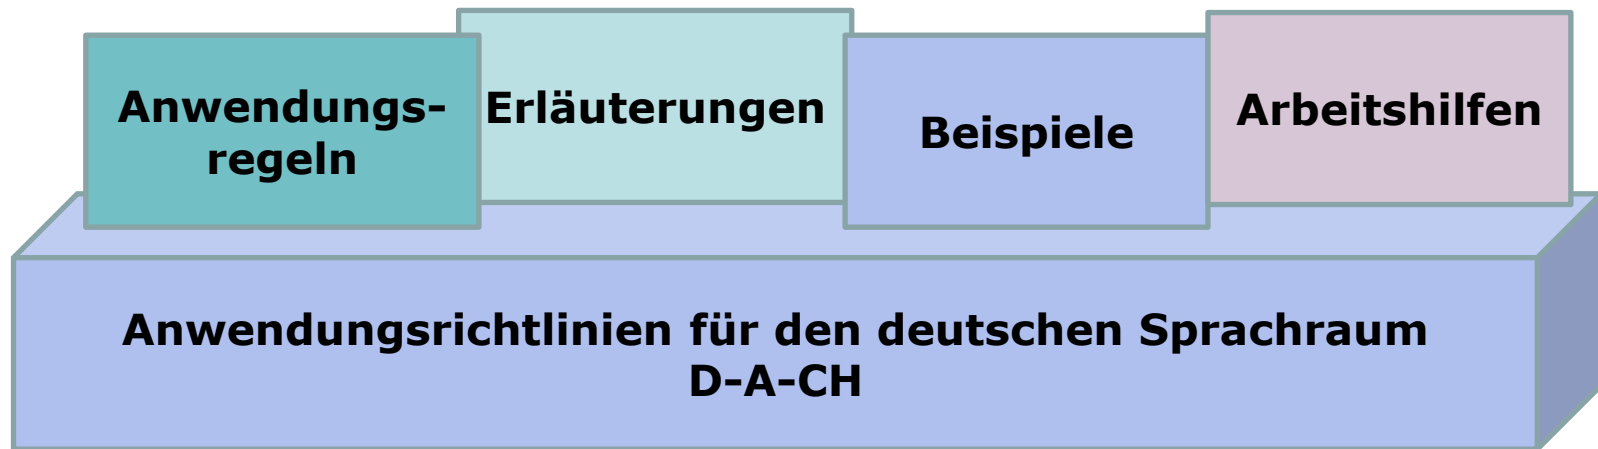 Anwendungs-
regeln
Erläuterungen
Beispiele
Arbeitshilfen
Anwendungsrichtlinien für den deutschen Sprachraum
D-A-CH